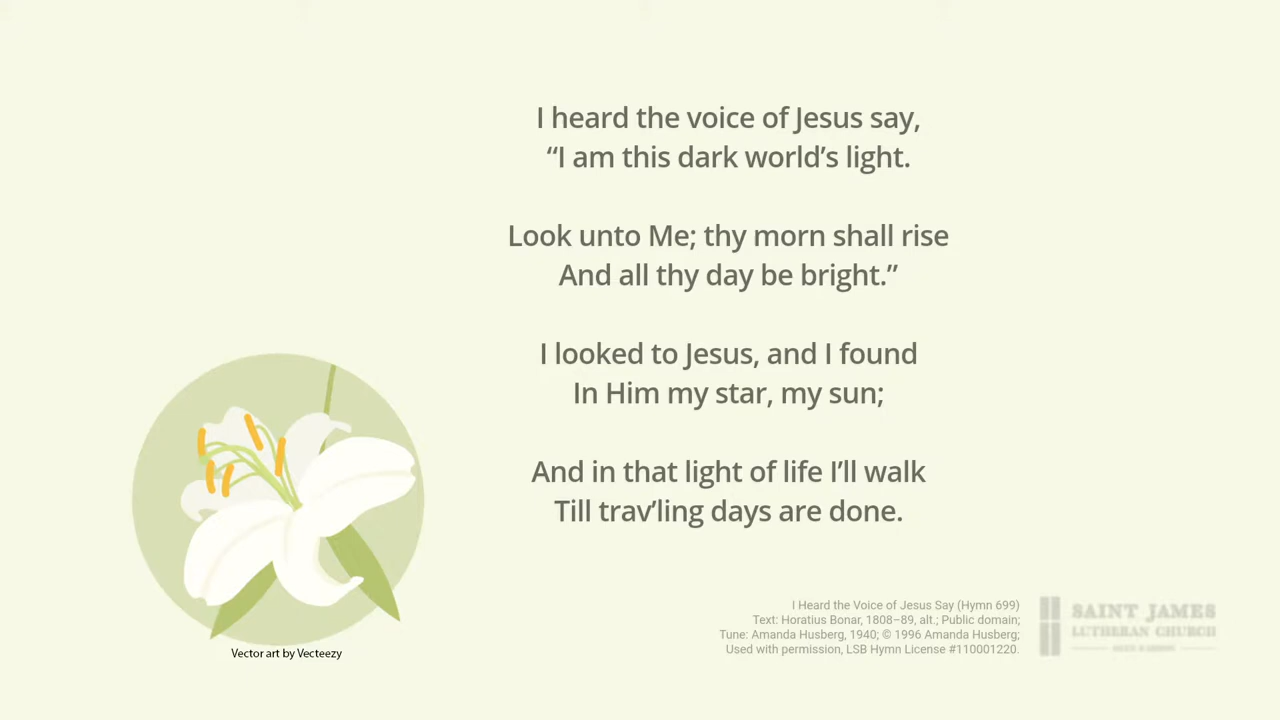 I heard the voice of Jesus say,
“I am this dark world’s light.
Look unto Me; thy morn shall rise
And all thy day be bright.”
I looked to Jesus, and I found
In Him my star, my sun;
And in that light of life I’ll walk
Till trav’ling days are done.
Vector art by Vecteezy
I Heard the Voice of Jesus Say (Hymn 699)
Text: Horatius Bonar, 1808–89, alt.; Public domain;
Tune: Amanda Husberg, 1940; © 1996 Amanda Husberg;
Used with permission, LSB Hymn License #110001220.
SAINT JAMES
LUTHERAN CHURCH